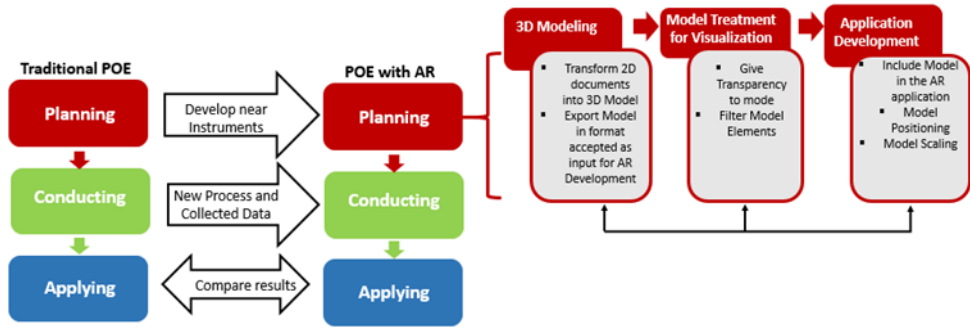 Traditional POE
Planning
Conducting
Applying
Develop near
Instruments
New Process and
Collected Data
Compare results
POE with AR
Planning
Conducting
Applying
3D Modeling
▪ Transform 2D
documents
into 3D Model
▪ Export Model
in format
accepted as
input for AR
Development
Model Treatment
for Visualization
▪ Give
Transparency
to mode
▪ Filter Model
Elements
Application
Development
▪ Include Model
in the AR
application
▪ Model
Positioning
▪ Model Scaling